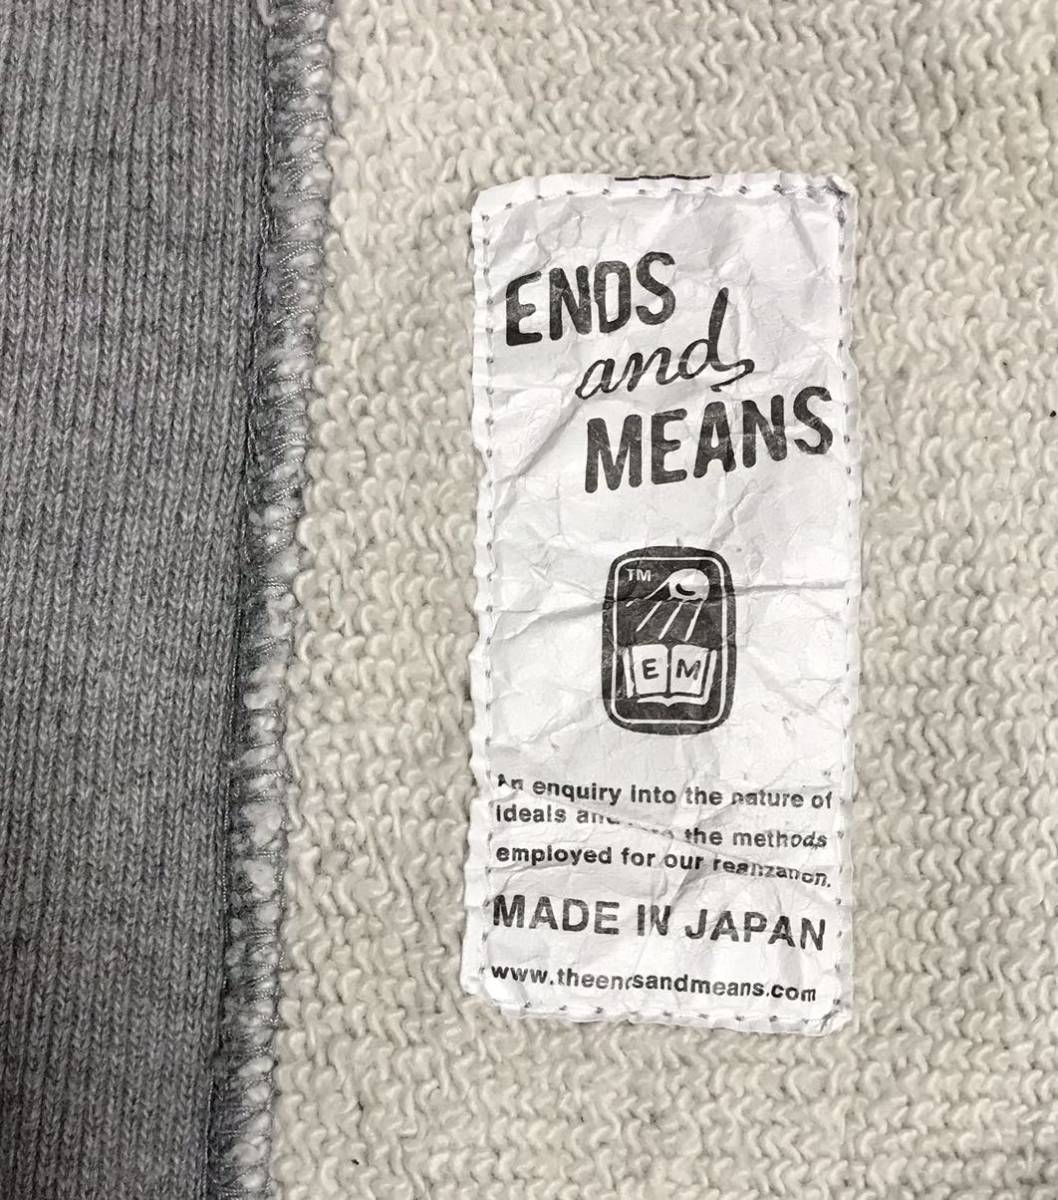 ENDS
and
MEANS
TM
E M
An enquiry into the nature of
ideals and the methods
employed for our realization.
MADE IN JAPAN
www.theendsandmeans.com